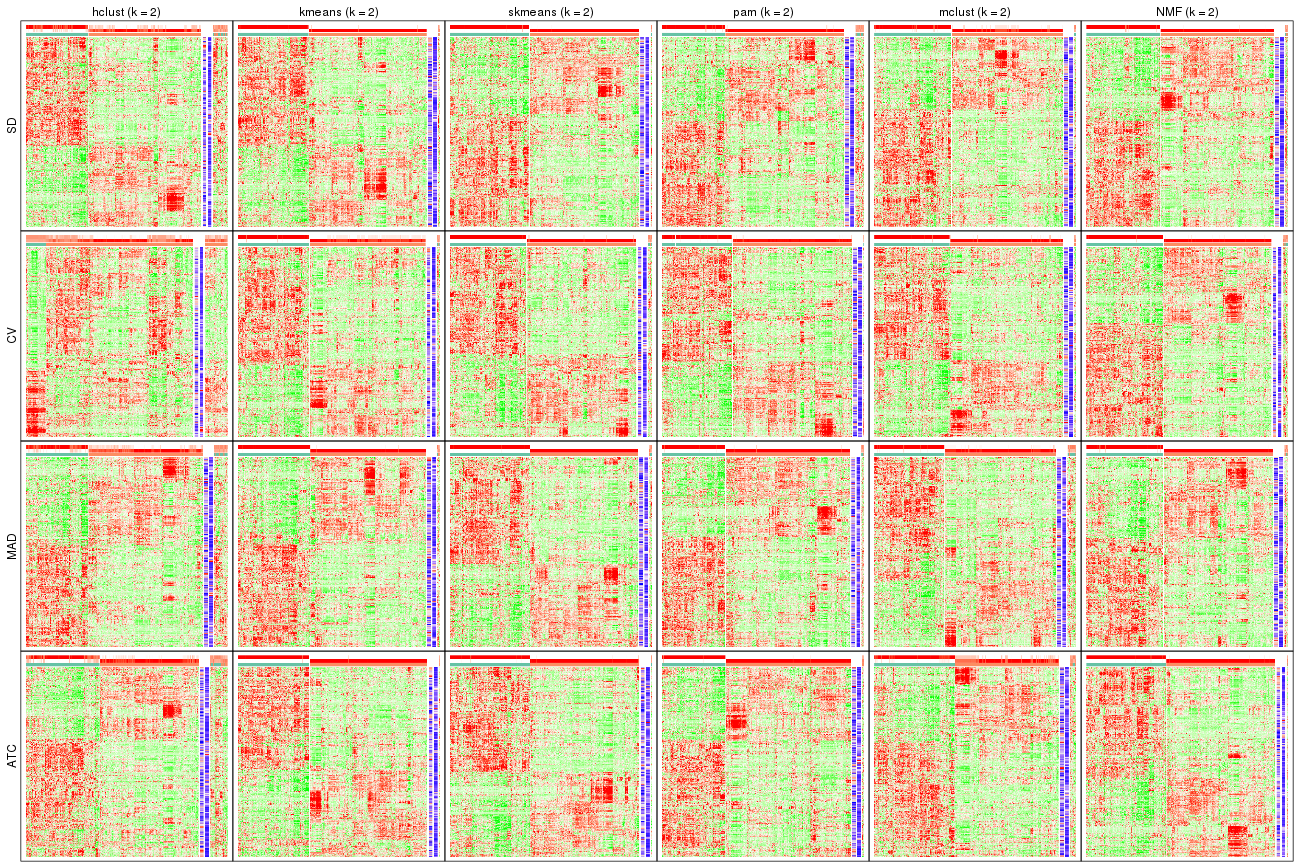 hclust (k = 2) kmeans (k = 2) skmeans (k = 2) pam (k = 2) mclust (k = 2) NMF (k = 2)
SD
CV
MAD
ATC